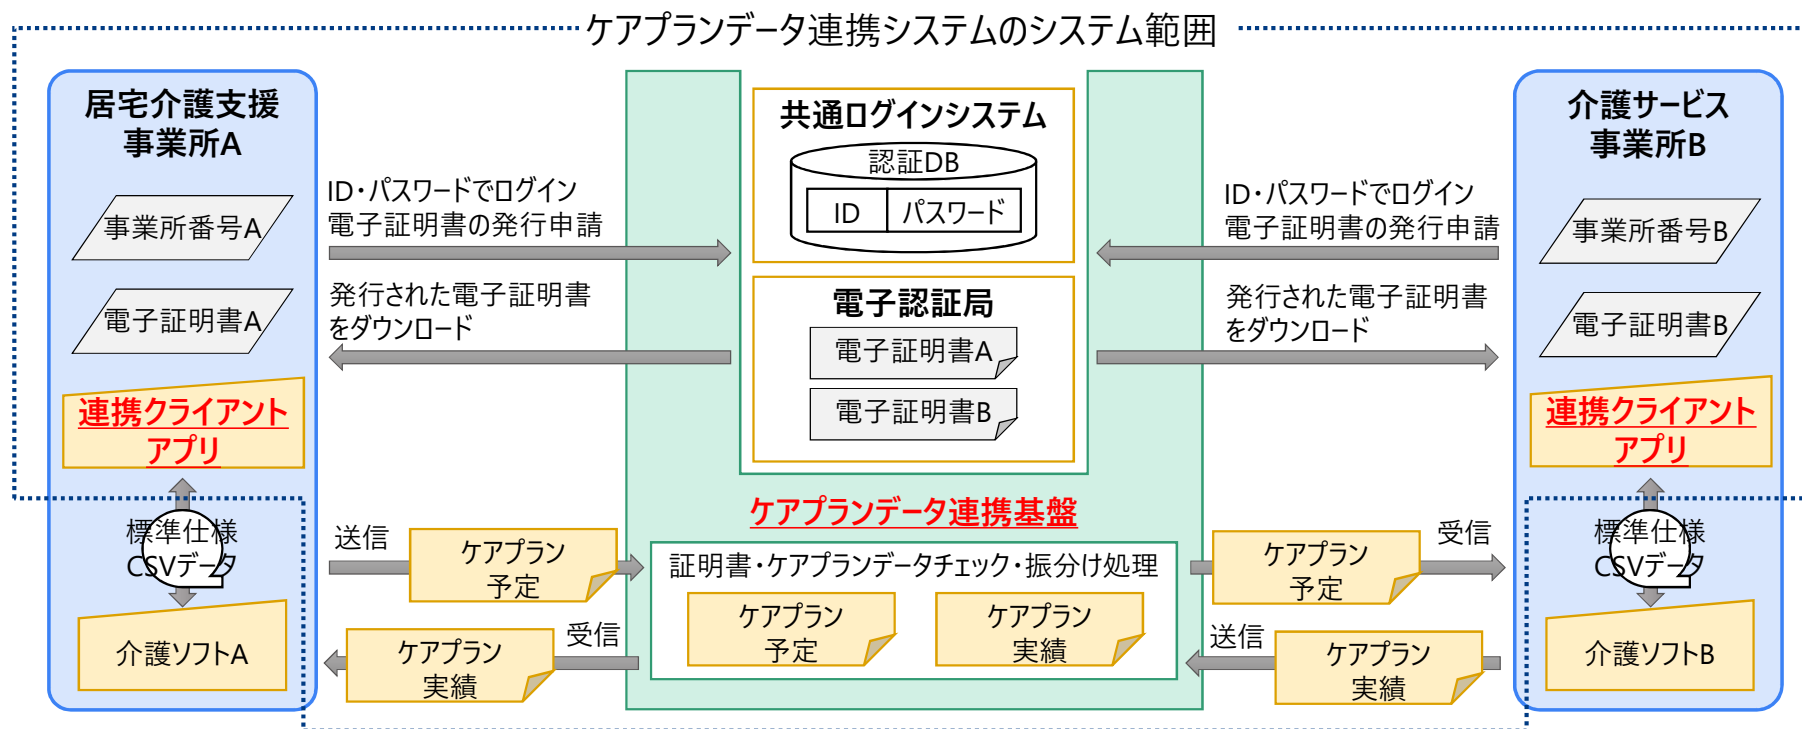 ケアプランデータ連携システムのシステム範囲
居宅介護支援
事業所A
事業所番号A
電子証明書A
連携クライアント
アプリ
標準仕様
CSVデータ
介護ソフトA
ID・パスワードでログイン
電子証明書の発行申請
発行された電子証明書
をダウンロード
送信
ケアプラン
予定
受信
ケアプラン
実績
共通ログインシステム
認証DB
ID
パスワード
電子認証局
電子証明書A
電子証明書B
ケアプランデータ連携基盤
証明書・ケアプランデータチェック・振分け処理
ケアプラン
予定
ケアプラン
実績
ID・パスワードでログイン
電子証明書の発行申請
発行された電子証明書
をダウンロード
ケアプラン
予定
受信
送信
ケアプラン
実績
介護サービス
事業所B
事業所番号B
電子証明書B
連携クライアント
アプリ
標準仕様
CSVデータ
介護ソフトB